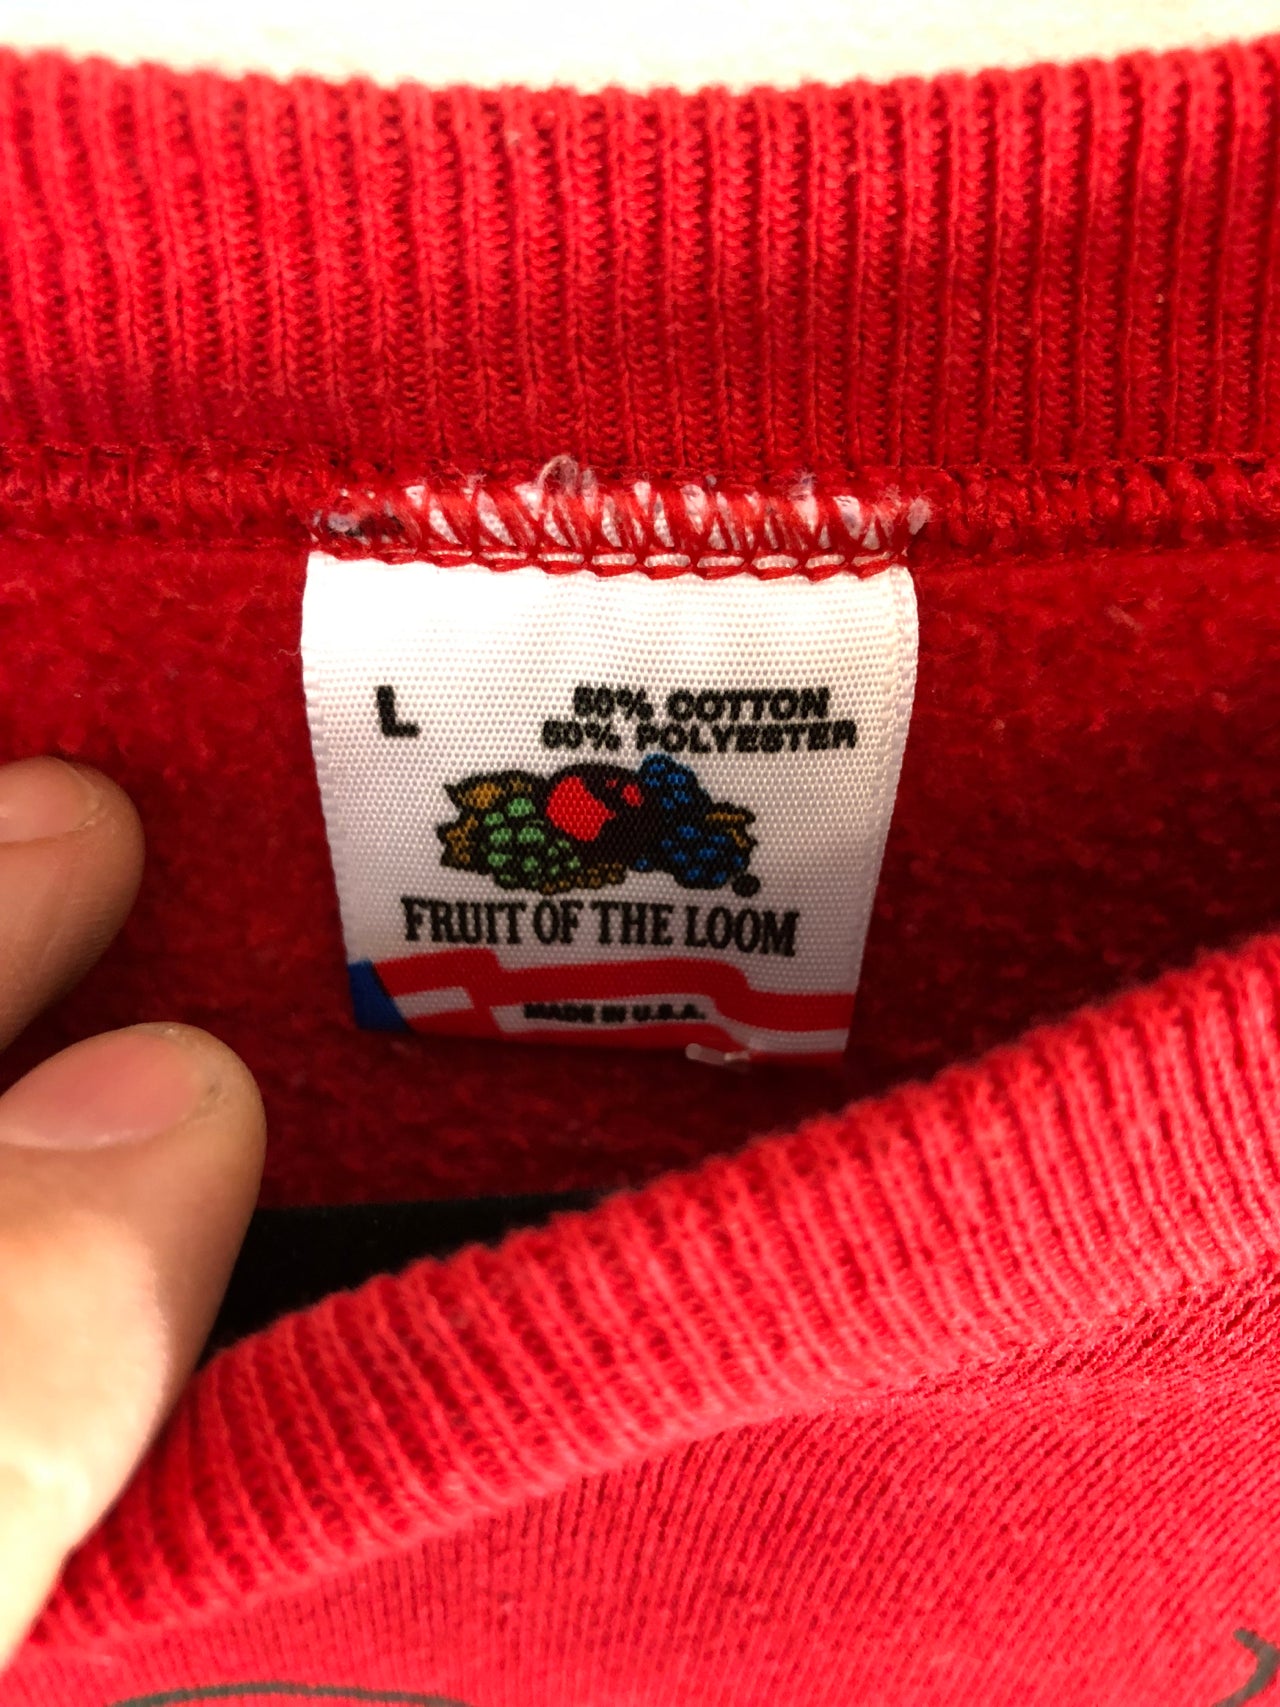 L
50% COTTON
50% POLYESTER
®
FRUIT OF THE LOOM
MADE IN U.S.A.